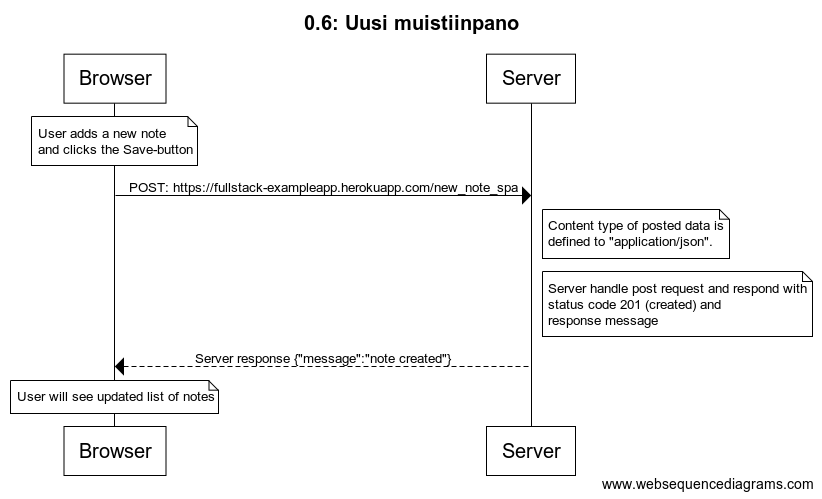 0.6: Uusi muistiinpano
Browser
Server
User adds a new note
and clicks the Save-button
POST: https://fullstack-exampleapp.herokuapp.com/new_note_spa
Content type of posted data is
defined to "application/json".
Server handle post request and respond with
status code 201 (created) and
response message
Server response {"message":"note created"}
User will see updated list of notes
Browser
Server
www.websequencediagrams.com